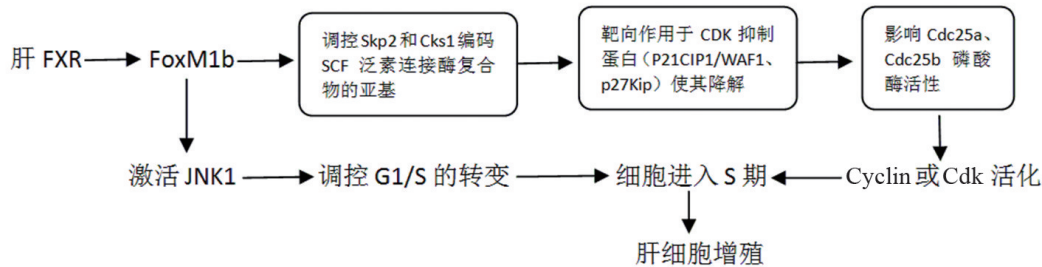 肝 FXR
FoxM1b
调控 Skp2 和 Cks1 编码
SCF 泛素连接酶复合
物的亚基
靶向作用于 CDK 抑制
蛋白（P21CIP1/WAF1、
p27Kip）使其降解
影响 Cdc25a、
Cdc25b 磷酸
酶活性
激活 JNK1
调控 G1/S 的转变
细胞进入 S 期
Cyclin 或 Cdk 活化
肝细胞增殖